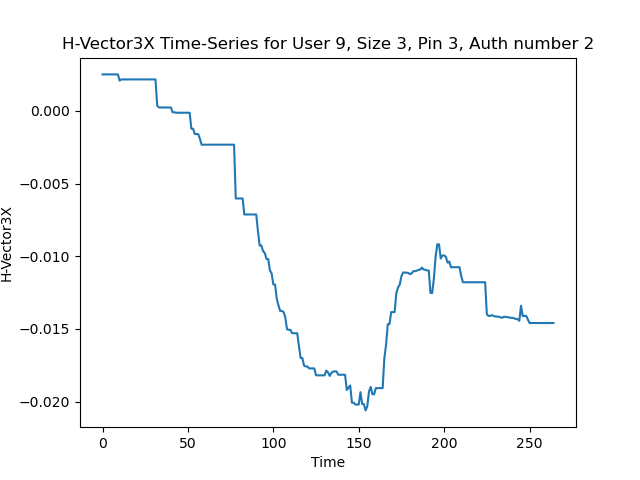 H-Vector3X Time-Series for User 9, Size 3, Pin 3, Auth number 2
0.000
−0.005
−0.010
−0.015
−0.020
H-Vector3X
0 50 100 150 200 250
Time